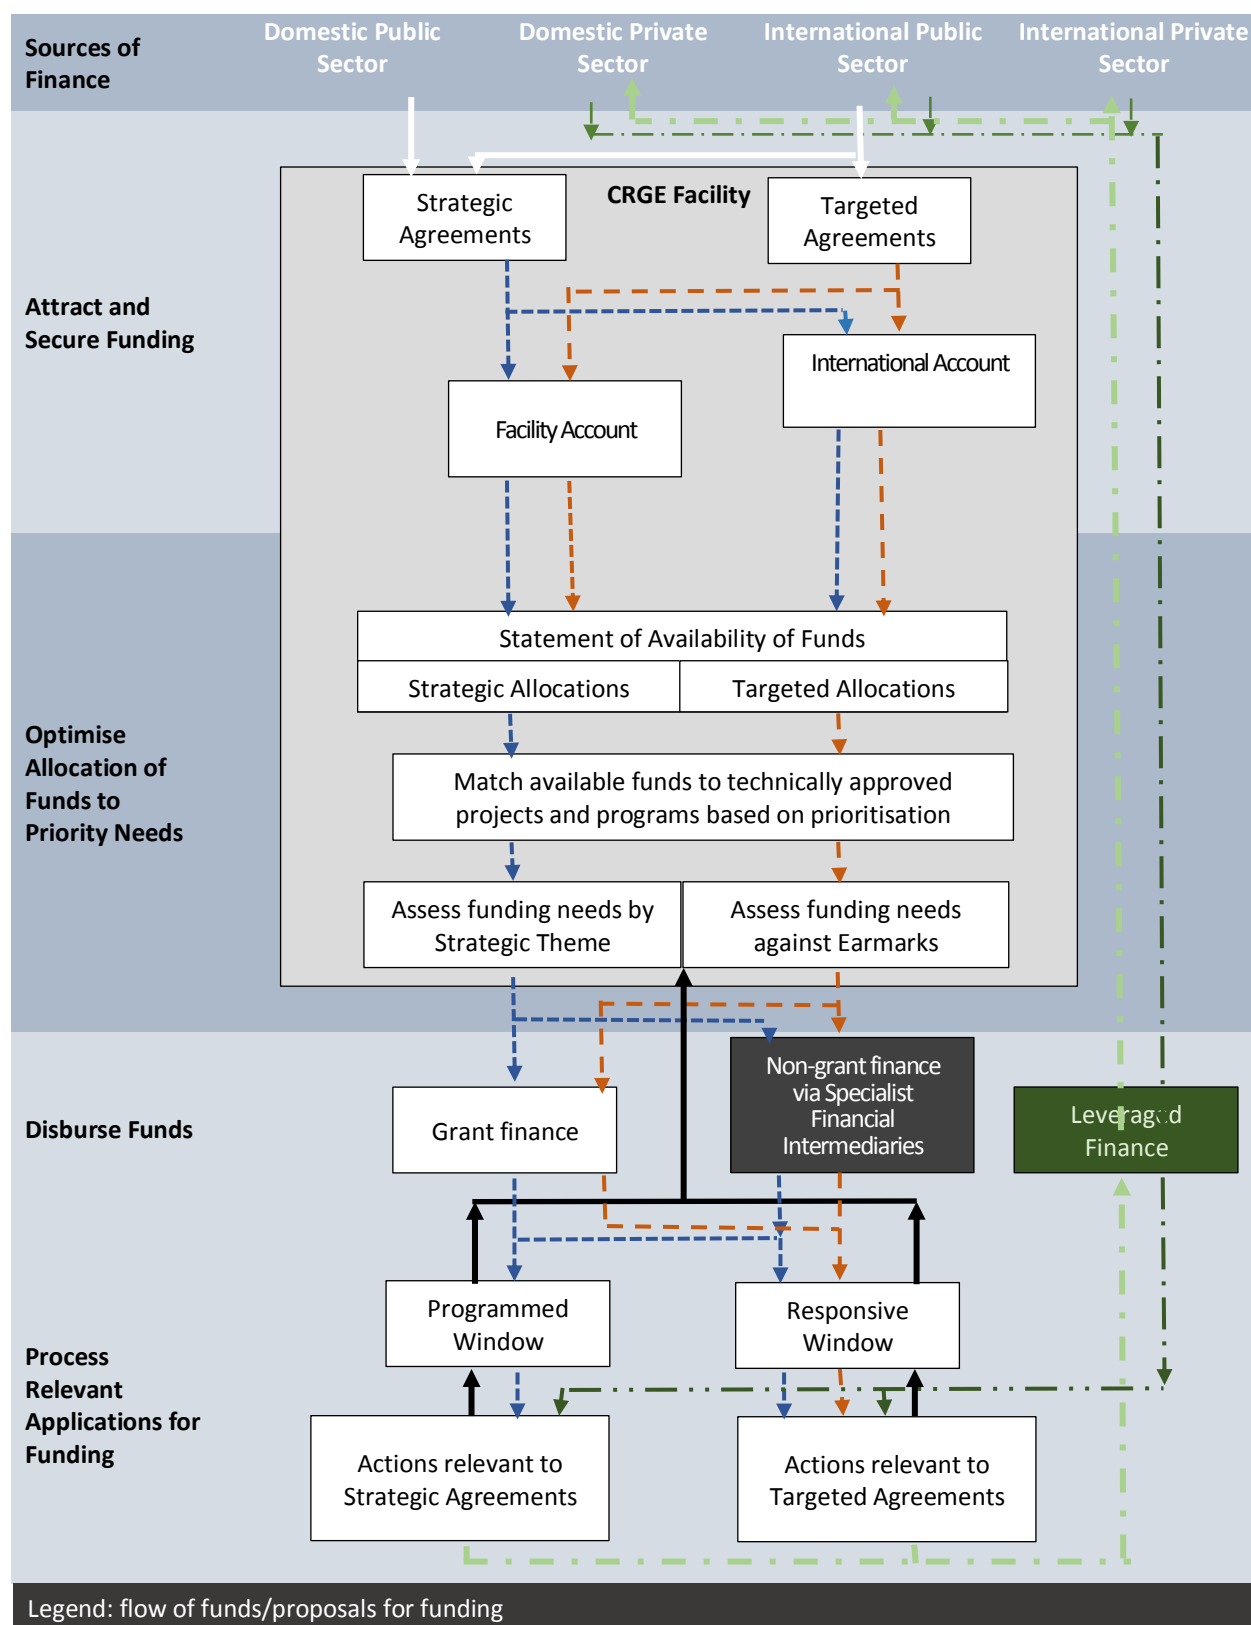 Sources of
Finance
Domestic Public
Sector
Domestic Private
Sector
International Public
Sector
International Private
Sector
Attract and
Secure Funding
CRGE Facility
Strategic
Agreements
Targeted
Agreements
International Account
Facility Account
Optimise
Allocation of
Funds to
Priority Needs
Statement of Availability of Funds
Strategic Allocations
Targeted Allocations
Match available funds to technically approved
projects and programs based on prioritisation
Assess funding needs by
Strategic Theme
Assess funding needs
against Earmarks
Disburse Funds
Grant finance
Non-grant finance
via Specialist
Financial
Intermediaries
Leveraged
Finance
Process
Relevant
Applications for
Funding
Programmed
Window
Responsive
Window
Actions relevant to
Strategic Agreements
Actions relevant to
Targeted Agreements
Legend: flow of funds/proposals for funding